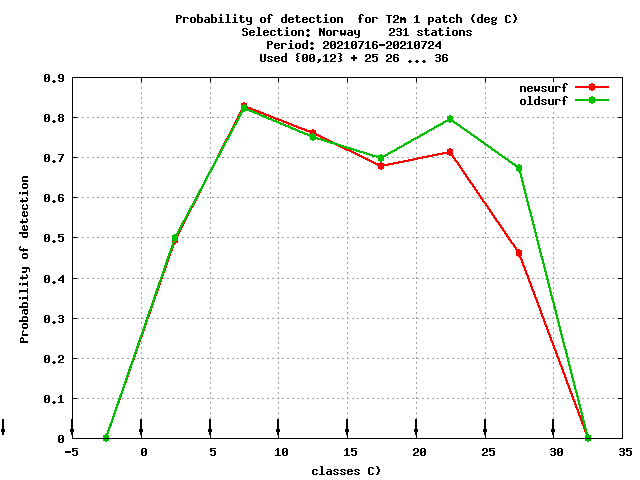 Probability of detection  for T2m 1 patch (deg C)
Selection: Norway    231 stations
Period: 20210716-20210724
Used {00,12} + 25 26 ... 36
newsurf
oldsurf
Probability of detection
0.9
0.8
0.7
0.6
0.5
0.4
0.3
0.2
0.1
0
-5 0 5 10 15 20 25 30 35
classes C)